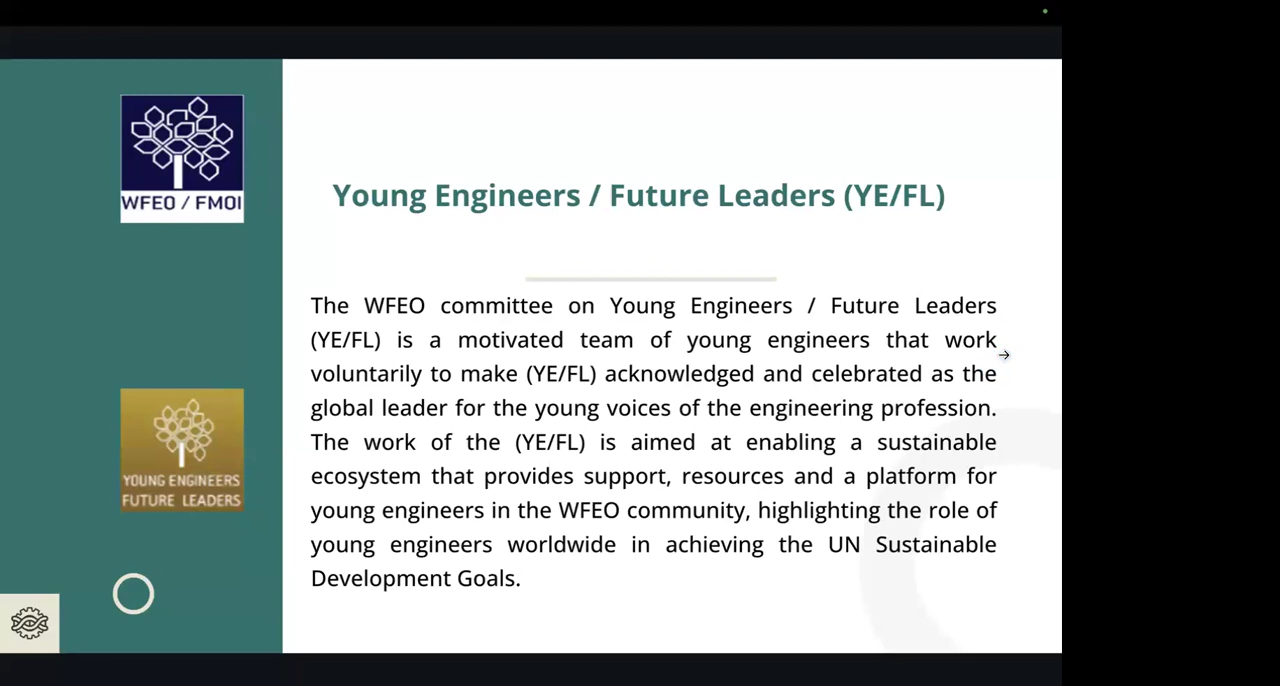 WFEO / FMOI
Young Engineers / Future Leaders (YE/FL)
The WFEO committee on Young Engineers / Future Leaders
(YE/FL) is a motivated team of young engineers that work
voluntarily to make (YE/FL) acknowledged and celebrated as the
global leader for the young voices of the engineering profession.
The work of the (YE/FL) is aimed at enabling a sustainable
ecosystem that provides support, resources and a platform for
young engineers in the WFEO community, highlighting the role of
young engineers worldwide in achieving the UN Sustainable
Development Goals.
YOUNG ENGINEERS
FUTURE LEADERS